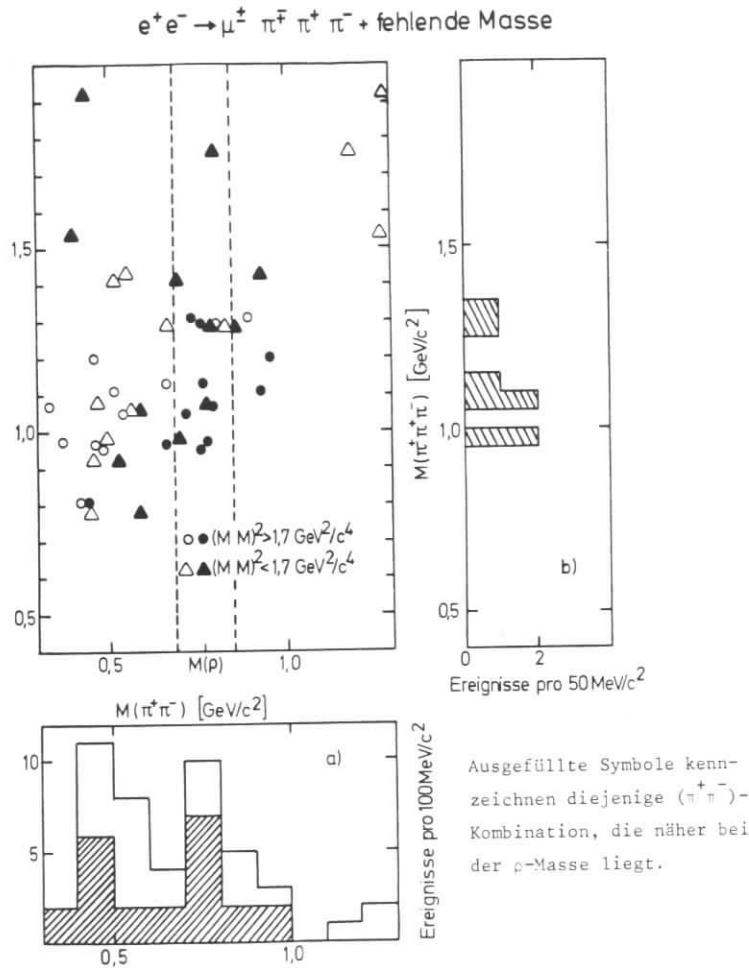 e⁺e⁻ → μ± π∓ π⁺ π⁻ + fehlende Masse
1,5
1,0
0,5
○ ● (M M)² > 1,7 GeV²/c⁴
△ ▲ (M M)² < 1,7 GeV²/c⁴
0,5
M(ρ)
1,0
M(π⁺π⁻) [GeV/c²]
M(π±π⁺π⁻) [GeV/c²]
1,5
1,0
0,5
b)
0
2
4
Ereignisse pro 50 MeV/c²
a)
10
5
0,5
1,0
Ereignisse pro 100 MeV/c²
Ausgefüllte Symbole kenn-
zeichnen diejenige (π⁺π⁻)-
Kombination, die näher bei
der ρ-Masse liegt.